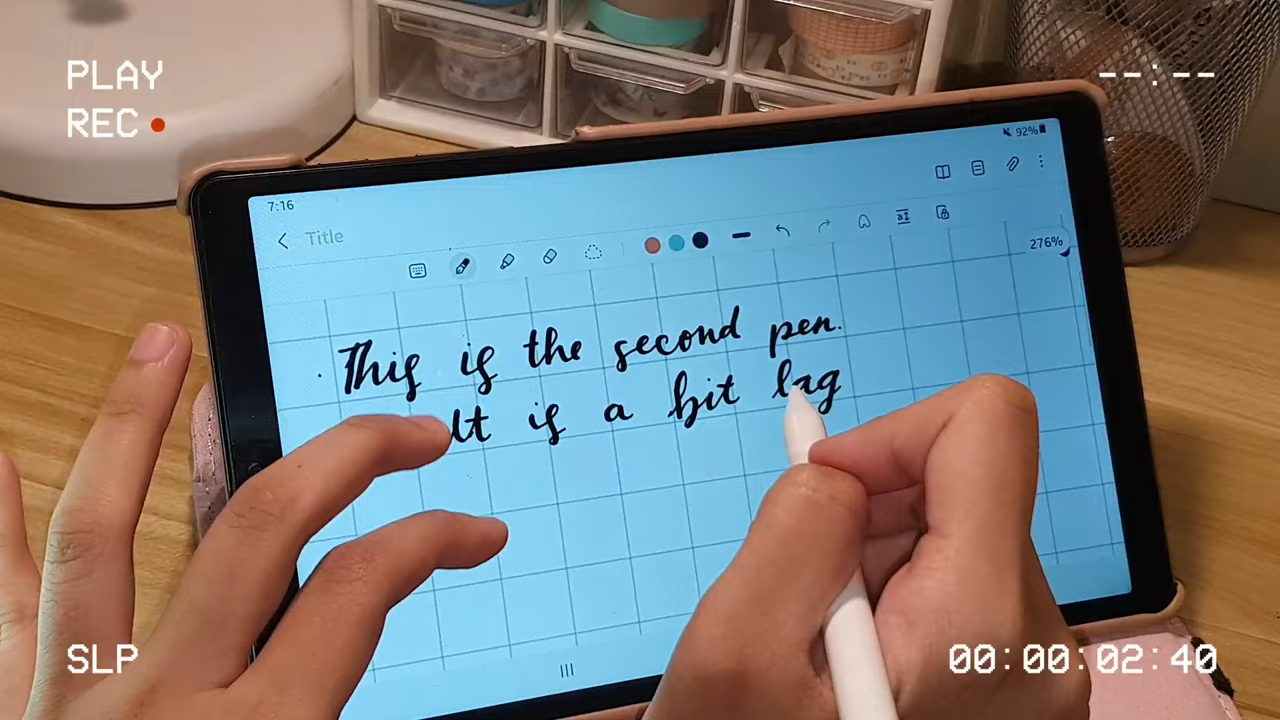 PLAY
REC
--:--
92%
7:16
Title
276%
This is the second pen.
It is a bit lag
SLP
00:00:02:40